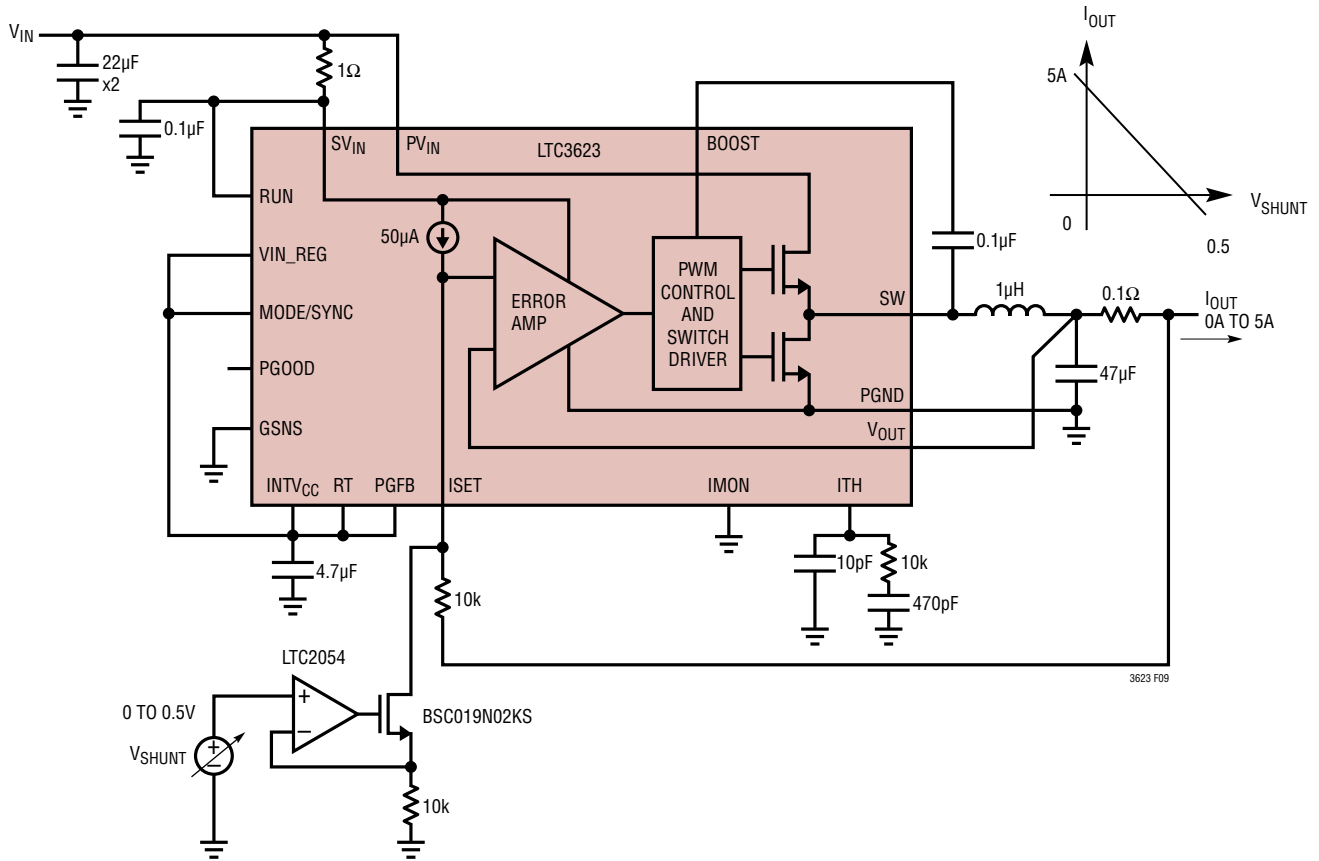 VIN
22µF
x2
1Ω
0.1µF
SVIN
PVIN
LTC3623
BOOST
RUN
50µA
VIN_REG
MODE/SYNC
PGOOD
GSNS
ERROR
AMP
PWM
CONTROL
AND
SWITCH
DRIVER
SW
PGND
VOUT
INTVCC
RT
PGFB
ISET
IMON
ITH
0.1µF
1µH
0.1Ω
IOUT
0A TO 5A
47µF
IOUT
5A
VSHUNT
0
0.5
4.7µF
10k
10pF
10k
470pF
3623 F09
LTC2054
0 TO 0.5V
+
–
BSC019N02KS
VSHUNT
+
–
10k